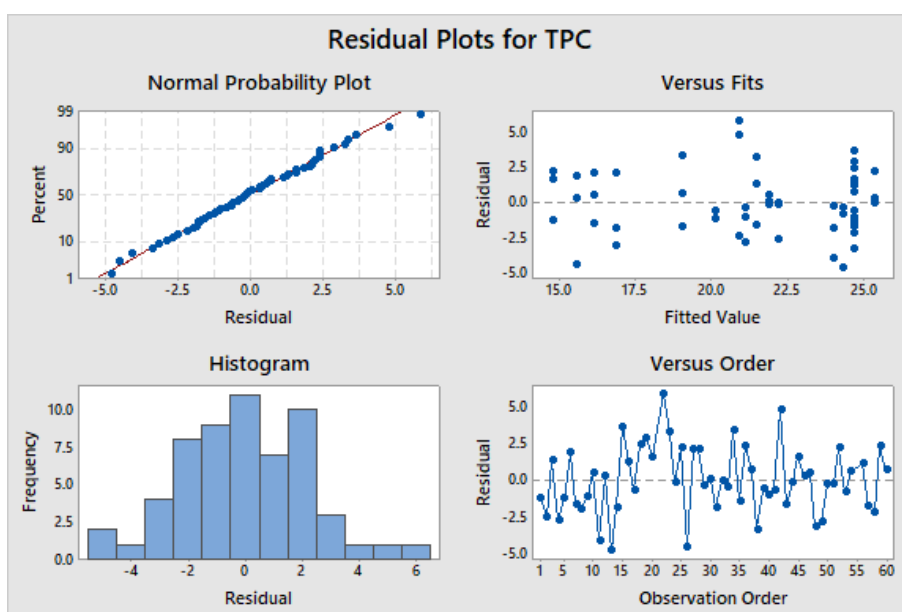 Residual Plots for TPC
Normal Probability Plot
99
90
50
10
1
Percent
-5.0 -2.5 0.0 2.5 5.0
Residual
Versus Fits
5.0
2.5
0.0
-2.5
-5.0
Residual
15.0 17.5 20.0 22.5 25.0
Fitted Value
Histogram
10.0
7.5
5.0
2.5
0.0
Frequency
-4 -2 0 2 4 6
Residual
Versus Order
5.0
2.5
0.0
-2.5
-5.0
Residual
1 5 10 15 20 25 30 35 40 45 50 55 60
Observation Order